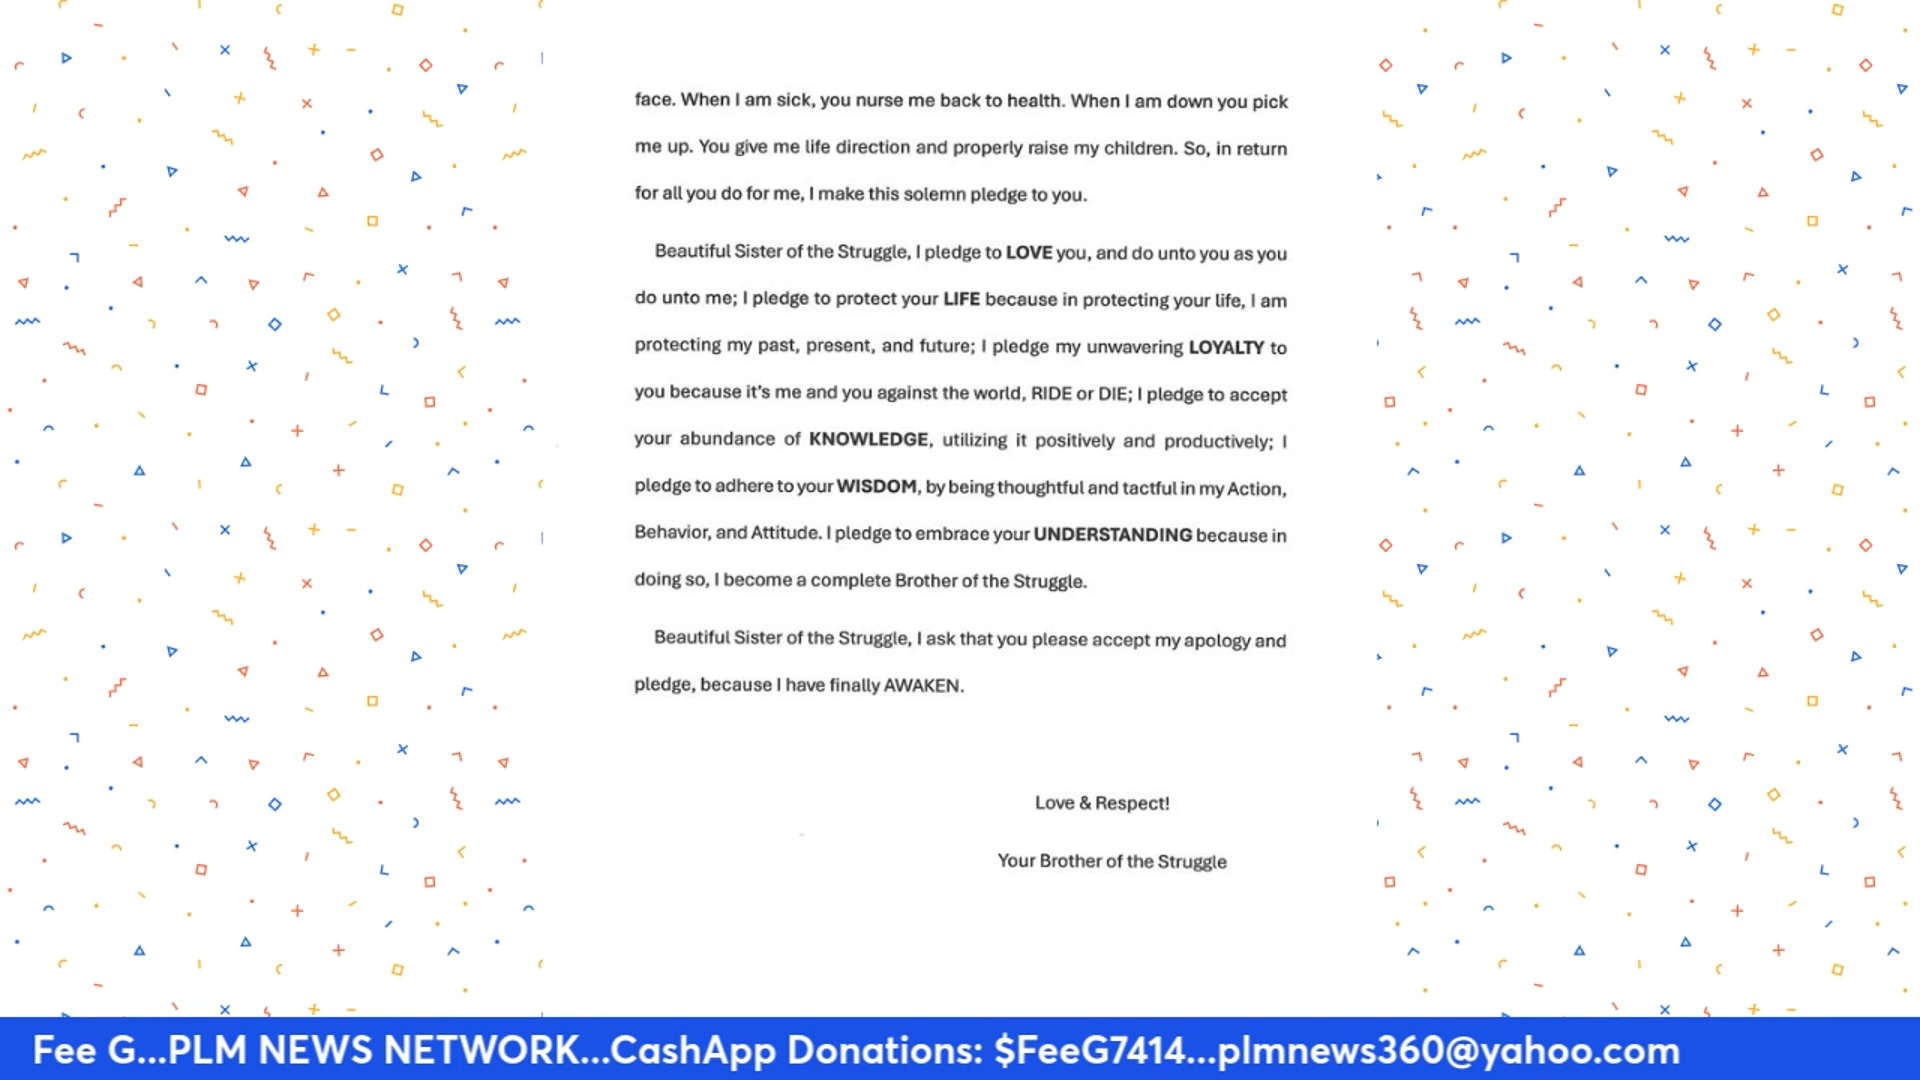 face. When I am sick, you nurse me back to health. When I am down you pick
me up. You give me life direction and properly raise my children. So, in return
for all you do for me, I make this solemn pledge to you.
Beautiful Sister of the Struggle, I pledge to LOVE you, and do unto you as you
do unto me; I pledge to protect your LIFE because in protecting your life, I am
protecting my past, present, and future; I pledge my unwavering LOYALTY to
you because it's me and you against the world, RIDE or DIE; I pledge to accept
your abundance of KNOWLEDGE, utilizing it positively and productively; I
pledge to adhere to your WISDOM, by being thoughtful and tactful in my Action,
Behavior, and Attitude. I pledge to embrace your UNDERSTANDING because in
doing so, I become a complete Brother of the Struggle.
Beautiful Sister of the Struggle, I ask that you please accept my apology and
pledge, because I have finally AWAKEN.
Love & Respect!
Your Brother of the Struggle
Fee G...PLM NEWS NETWORK...CashApp Donations: $FeeG7414...plmnews360@yahoo.com